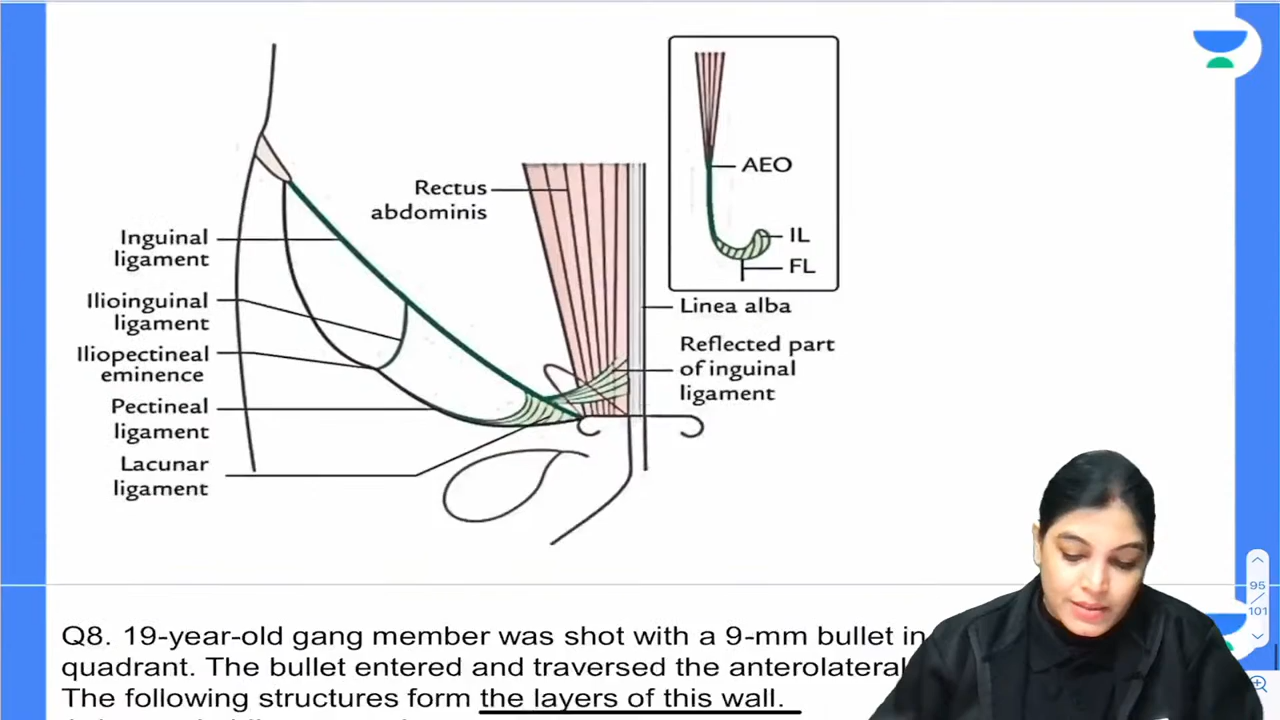 AEO
IL
FL
Rectus
abdominis
Inguinal
ligament
Ilioinguinal
ligament
Iliopectineal
eminence
Pectineal
ligament
Lacunar
ligament
Linea alba
Reflected part
of inguinal
ligament
95
101
Q8. 19-year-old gang member was shot with a 9-mm bullet in
quadrant. The bullet entered and traversed the anterolateral
The following structures form the layers of this wall.